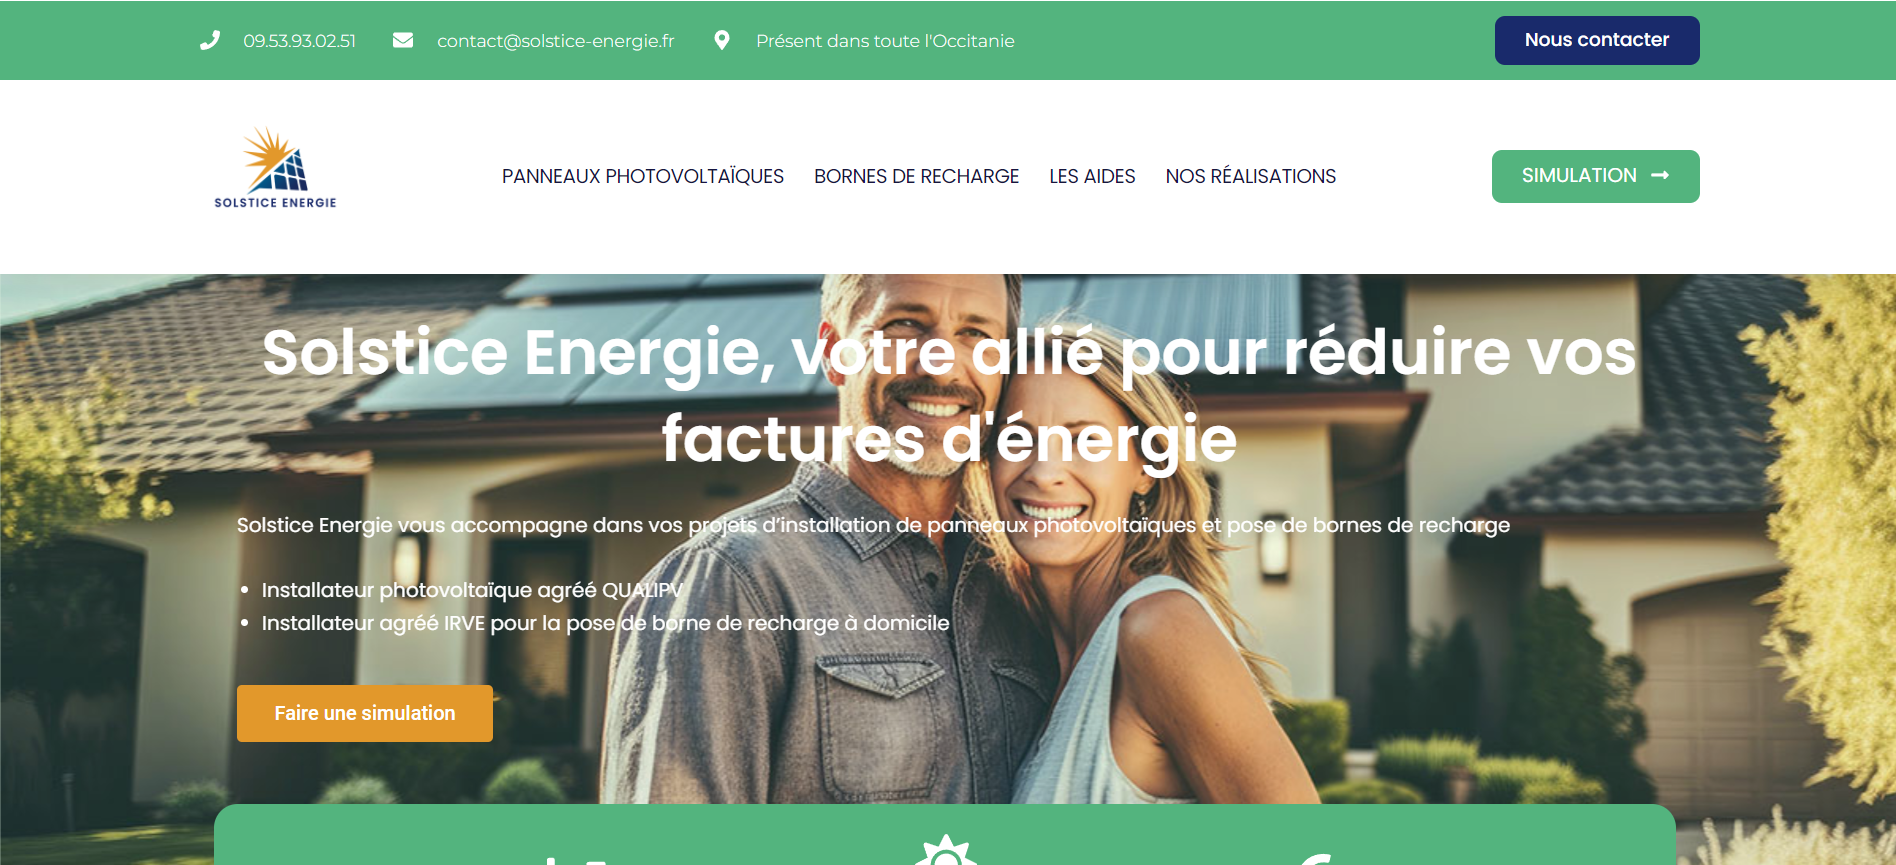 09.53.93.02.51
contact@solstice-energie.fr
Présent dans toute l'Occitanie
Nous contacter
SOLSTICE ENERGIE
PANNEAUX PHOTOVOLTAÏQUES
BORNES DE RECHARGE
LES AIDES
NOS RÉALISATIONS
SIMULATION
Solstice Energie, votre allié pour réduire vos
factures d'énergie
Solstice Energie vous accompagne dans vos projets d’installation de panneaux photovoltaïques et pose de bornes de recharge
• Installateur photovoltaïque agréé QUALIPV
• Installateur agréé IRVE pour la pose de borne de recharge à domicile
Faire une simulation